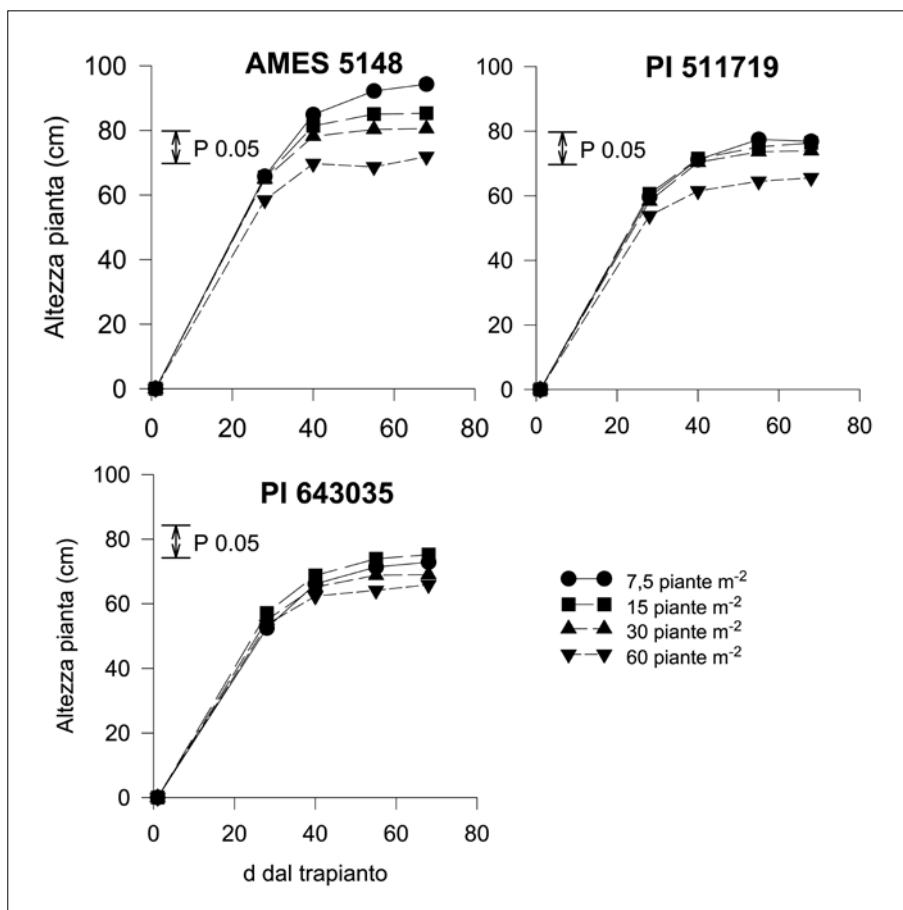 AMES 5148
100
80
60
40
20
0
Altezza pianta (cm)
P 0.05
0 20 40 60 80
PI 511719
100
80
60
40
20
0
P 0.05
0 20 40 60 80
PI 643035
100
80
60
40
20
0
Altezza pianta (cm)
P 0.05
0 20 40 60 80
d dal trapianto
7,5 piante m⁻²
15 piante m⁻²
30 piante m⁻²
60 piante m⁻²